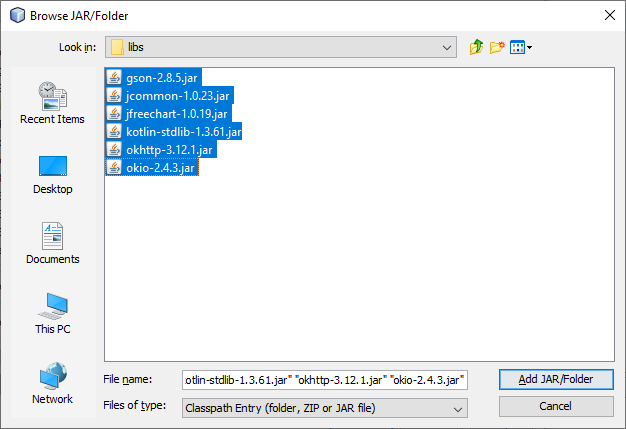 Browse JAR/Folder
Look in:
libs
Recent Items
Desktop
Documents
This PC
Network
gson-2.8.5.jar
jcommon-1.0.23.jar
jfreechart-1.0.19.jar
kotlin-stdlib-1.3.61.jar
okhttp-3.12.1.jar
okio-2.4.3.jar
File name:
otlin-stdlib-1.3.61.jar" "okhttp-3.12.1.jar" "okio-2.4.3.jar"
Add JAR/Folder
Files of type:
Classpath Entry (folder, ZIP or JAR file)
Cancel